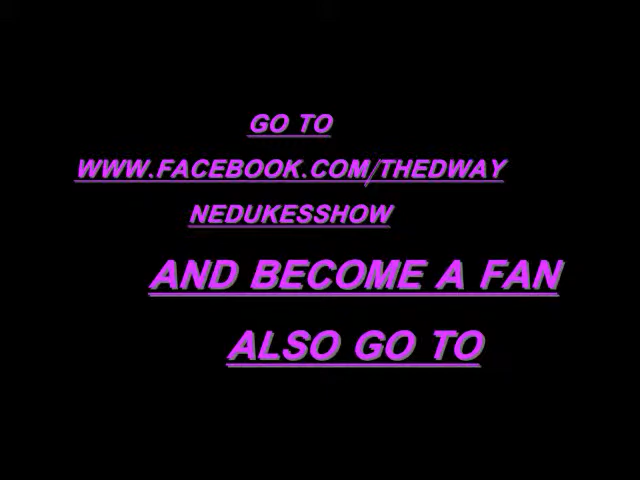 GO TO
WWW.FACEBOOK.COM/THEDWAY
NEDUKESSHOW
AND BECOME A FAN
ALSO GO TO